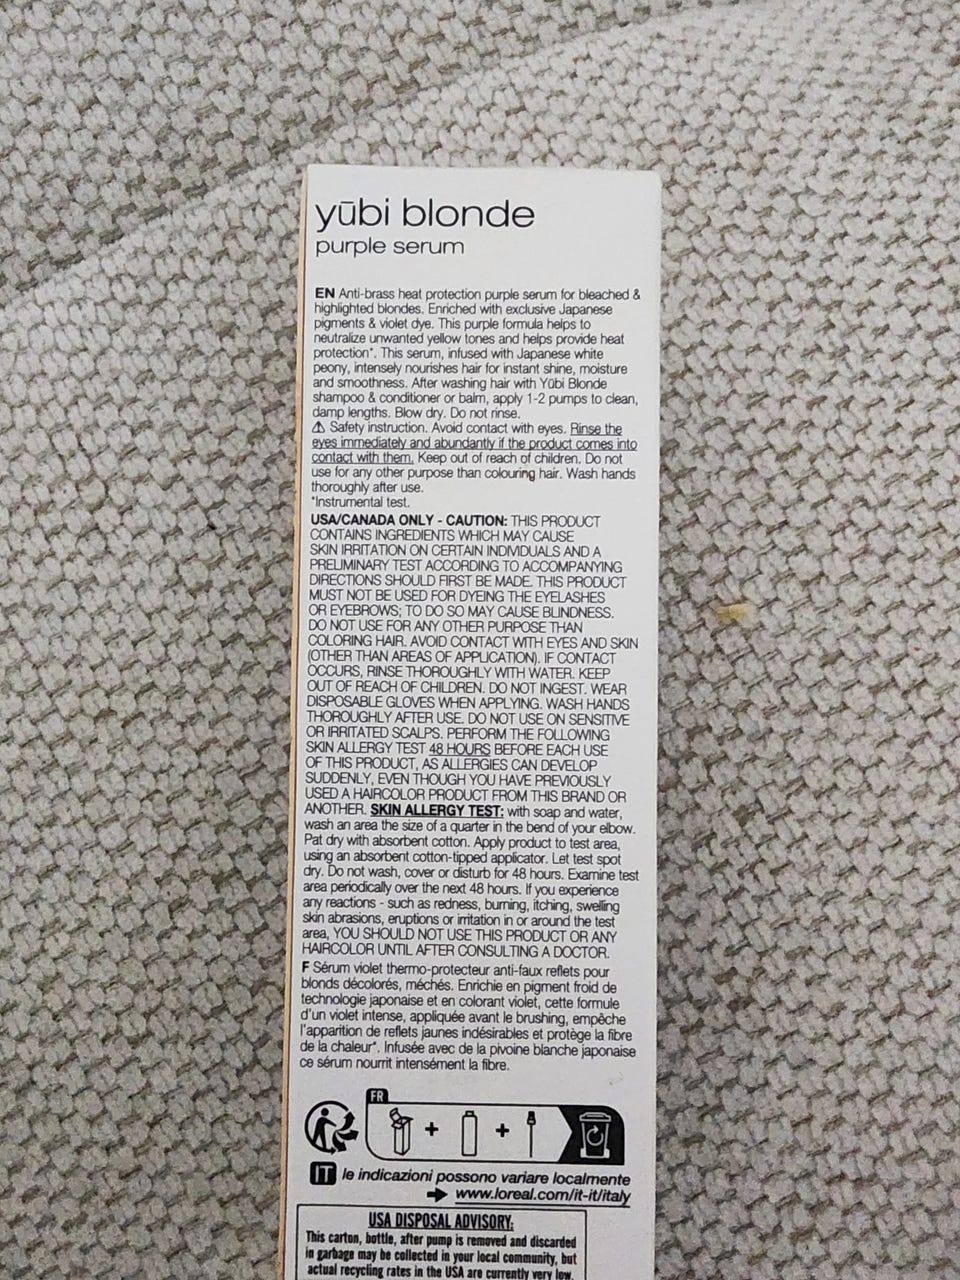 yūbi blonde
purple serum
EN Anti-brass heat protection purple serum for bleached &
highlighted blondes. Enriched with exclusive Japanese
pigments & violet dye. This purple formula helps to
neutralize unwanted yellow tones and helps provide heat
protection*. This serum, infused with Japanese white
peony, intensely nourishes hair for instant shine, moisture
and smoothness. After washing hair with Yūbi Blonde
shampoo & conditioner or balm, apply 1-2 pumps to clean,
damp lengths. Blow dry. Do not rinse.
⚠ Safety instruction. Avoid contact with eyes. Rinse the
eyes immediately and abundantly if the product comes into
contact with them. Keep out of reach of children. Do not
use for any other purpose than colouring hair. Wash hands
thoroughly after use.
*Instrumental test.
USA/CANADA ONLY - CAUTION: THIS PRODUCT
CONTAINS INGREDIENTS WHICH MAY CAUSE
SKIN IRRITATION ON CERTAIN INDIVIDUALS AND A
PRELIMINARY TEST ACCORDING TO ACCOMPANYING
DIRECTIONS SHOULD FIRST BE MADE. THIS PRODUCT
MUST NOT BE USED FOR DYEING THE EYELASHES
OR EYEBROWS; TO DO SO MAY CAUSE BLINDNESS.
DO NOT USE FOR ANY OTHER PURPOSE THAN
COLORING HAIR. AVOID CONTACT WITH EYES AND SKIN
(OTHER THAN AREAS OF APPLICATION). IF CONTACT
OCCURS, RINSE THOROUGHLY WITH WATER. KEEP
OUT OF REACH OF CHILDREN. DO NOT INGEST. WEAR
DISPOSABLE GLOVES WHEN APPLYING. WASH HANDS
THOROUGHLY AFTER USE. DO NOT USE ON SENSITIVE
OR IRRITATED SCALPS. PERFORM THE FOLLOWING
SKIN ALLERGY TEST 48 HOURS BEFORE EACH USE
OF THIS PRODUCT, AS ALLERGIES CAN DEVELOP
SUDDENLY, EVEN THOUGH YOU HAVE PREVIOUSLY
USED A HAIRCOLOR PRODUCT FROM THIS BRAND OR
ANOTHER. SKIN ALLERGY TEST: with soap and water,
wash an area the size of a quarter in the bend of your elbow.
Pat dry with absorbent cotton. Apply product to test area,
using an absorbent cotton-tipped applicator. Let test spot
dry. Do not wash, cover or disturb for 48 hours. Examine test
area periodically over the next 48 hours. If you experience
any reactions - such as redness, burning, itching, swelling
skin abrasions, eruptions or irritation in or around the test
area, YOU SHOULD NOT USE THIS PRODUCT OR ANY
HAIRCOLOR UNTIL AFTER CONSULTING A DOCTOR.
F Sérum violet thermo-protecteur anti-faux reflets pour
blonds décolorés, méchés. Enrichie en pigment froid de
technologie japonaise et en colorant violet, cette formule
d'un violet intense, appliquée avant le brushing, empêche
l'apparition de reflets jaunes indésirables et protège la fibre
de la chaleur*. Infusée avec de la pivoine blanche japonaise
ce sérum nourrit intensément la fibre.
FR
+ +
IT le indicazioni possono variare localmente
➔ www.loreal.com/it-it/italy
USA DISPOSAL ADVISORY:
This carton, bottle, after pump is removed and discarded
in garbage may be collected in your local community, but
actual recycling rates in the USA are currently very low.